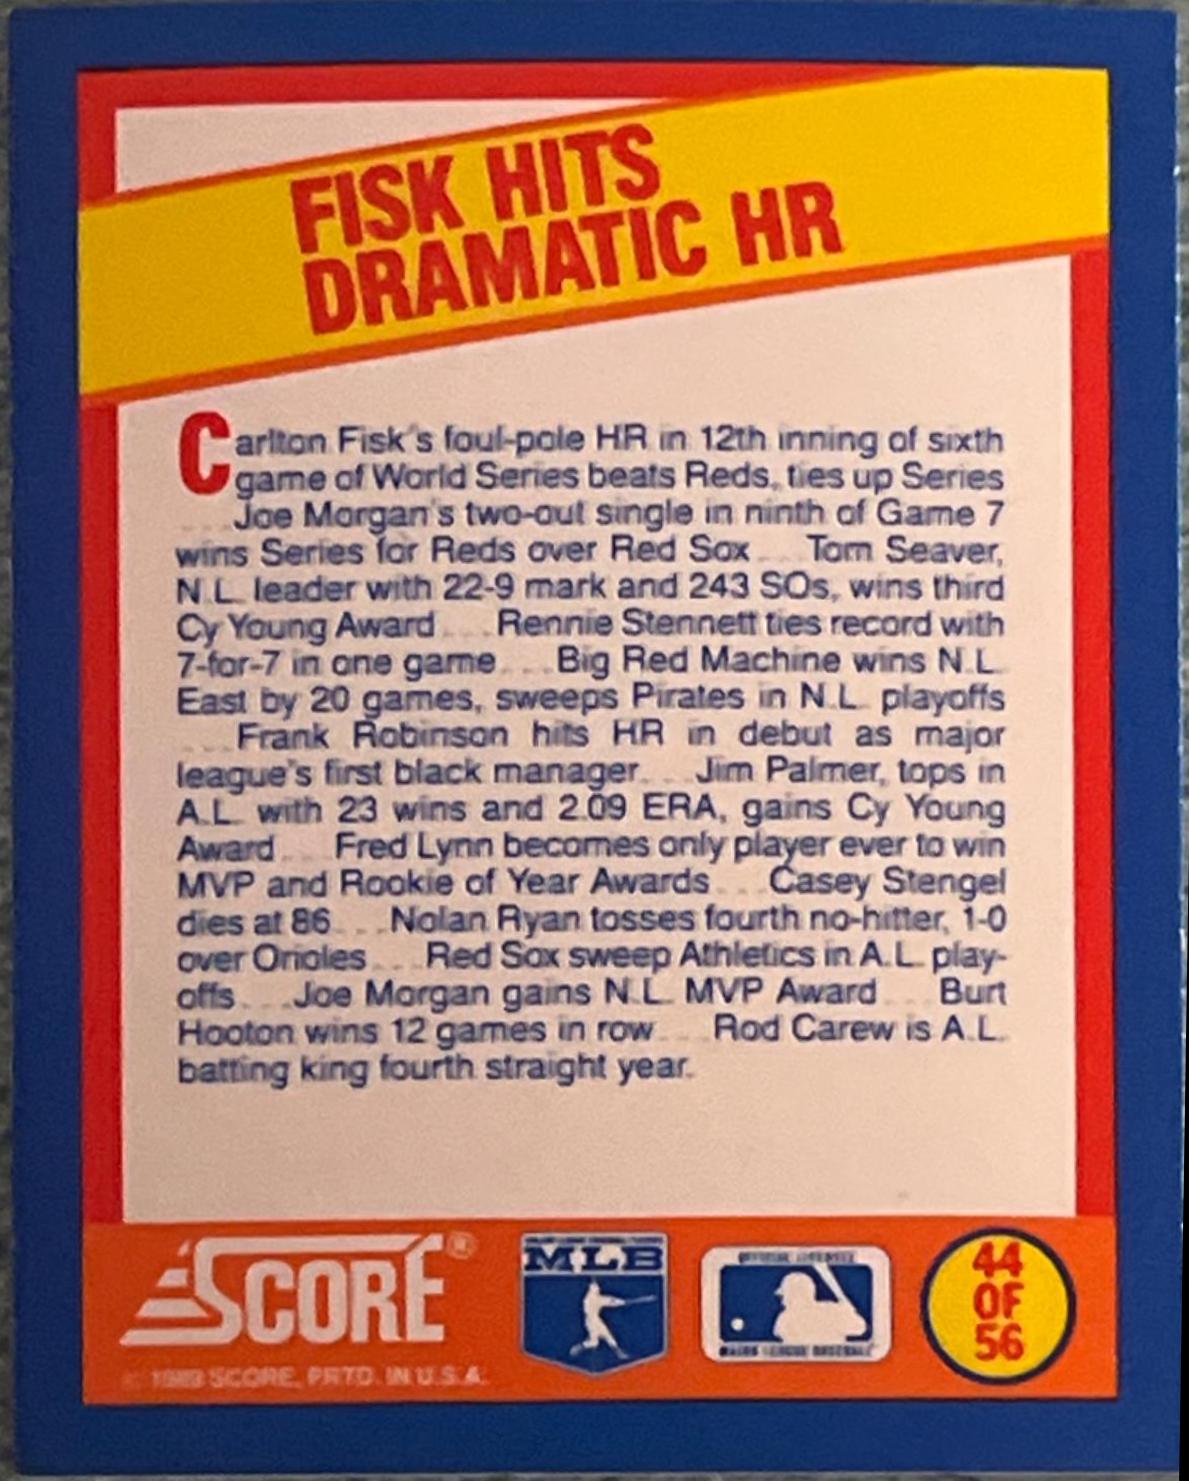 FISK HITS
DRAMATIC HR
Carlton Fisk's foul-pole HR in 12th inning of sixth
game of World Series beats Reds, ties up Series
... Joe Morgan's two-out single in ninth of Game 7
wins Series for Reds over Red Sox ... Tom Seaver,
N.L. leader with 22-9 mark and 243 SOs, wins third
Cy Young Award ... Rennie Stennett ties record with
7-for-7 in one game ... Big Red Machine wins N.L.
East by 20 games, sweeps Pirates in N.L. playoffs
... Frank Robinson hits HR in debut as major
league's first black manager ... Jim Palmer, tops in
A.L. with 23 wins and 2.09 ERA, gains Cy Young
Award ... Fred Lynn becomes only player ever to win
MVP and Rookie of Year Awards ... Casey Stengel
dies at 86 ... Nolan Ryan tosses fourth no-hitter, 1-0
over Orioles ... Red Sox sweep Athletics in A.L. play-
offs ... Joe Morgan gains N.L. MVP Award ... Burt
Hooton wins 12 games in row ... Rod Carew is A.L.
batting king fourth straight year.
SCORE®
MLB
OFFICIAL LICENSEE
MAJOR LEAGUE BASEBALL
44
OF
56
© 1989 SCORE, PRTD. IN U.S.A.